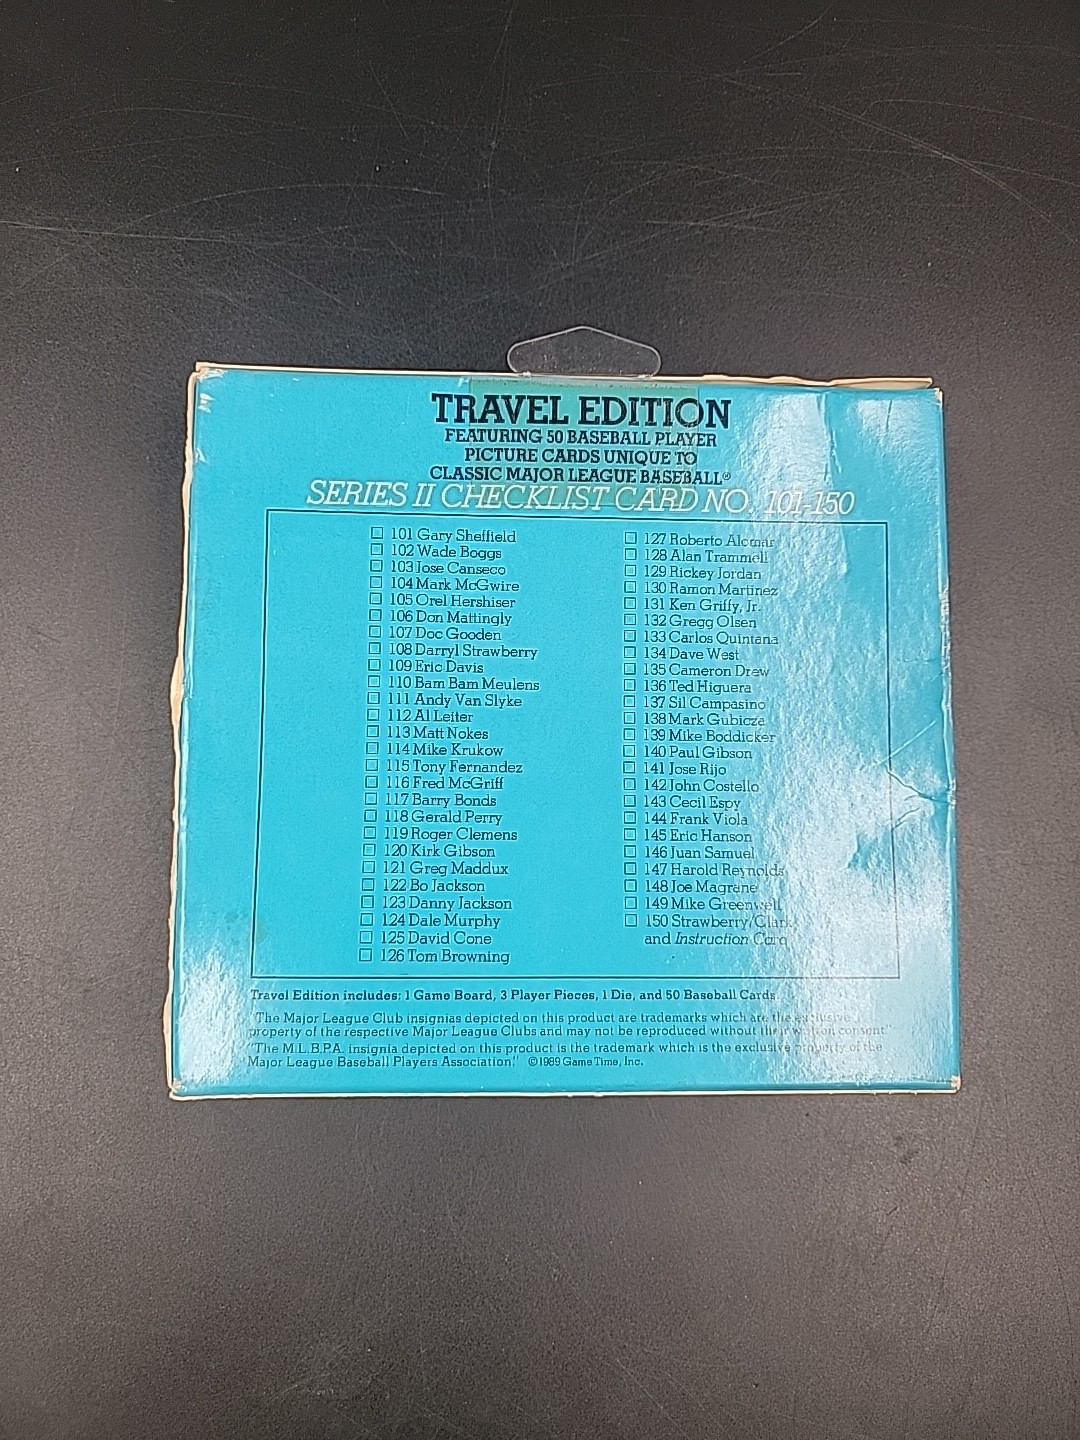 TRAVEL EDITION
FEATURING 50 BASEBALL PLAYER
PICTURE CARDS UNIQUE TO
CLASSIC MAJOR LEAGUE BASEBALL®
SERIES II CHECKLIST CARD NO. 101-150
101 Gary Sheffield
102 Wade Boggs
103 Jose Canseco
104 Mark McGwire
105 Orel Hershiser
106 Don Mattingly
107 Doc Gooden
108 Darryl Strawberry
109 Eric Davis
110 Bam Bam Meulens
111 Andy Van Slyke
112 Al Leiter
113 Matt Nokes
114 Mike Krukow
115 Tony Fernandez
116 Fred McGriff
117 Barry Bonds
118 Gerald Perry
119 Roger Clemens
120 Kirk Gibson
121 Greg Maddux
122 Bo Jackson
123 Danny Jackson
124 Dale Murphy
125 David Cone
126 Tom Browning
127 Roberto Alomar
128 Alan Trammell
129 Rickey Jordan
130 Ramon Martinez
131 Ken Griffy, Jr.
132 Gregg Olsen
133 Carlos Quintana
134 Dave West
135 Cameron Drew
136 Ted Higuera
137 Sil Campasino
138 Mark Gubicza
139 Mike Boddicker
140 Paul Gibson
141 Jose Rijo
142 John Costello
143 Cecil Espy
144 Frank Viola
145 Eric Hanson
146 Juan Samuel
147 Harold Reynolds
148 Joe Magrane
149 Mike Greenwell
150 Strawberry/Clark
and Instruction Card
Travel Edition includes: 1 Game Board, 3 Player Pieces, 1 Die, and 50 Baseball Cards.
"The Major League Club insignias depicted on this product are trademarks which are the exclusive
property of the respective Major League Clubs and may not be reproduced without their written consent."
"The M.L.B.P.A. insignia depicted on this product is the trademark which is the exclusive property of the
Major League Baseball Players Association." ©1989 Game Time, Inc.